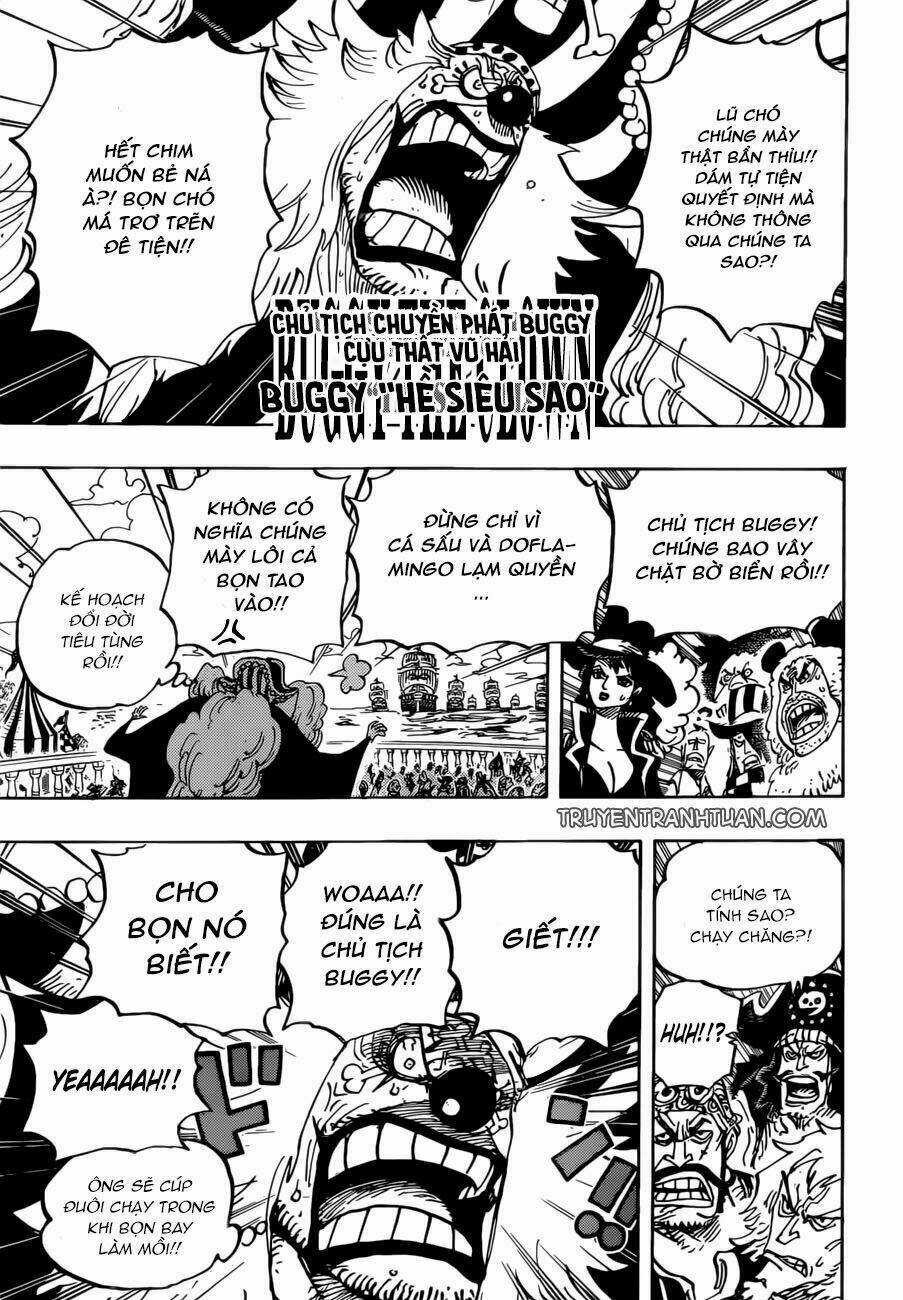 LŨ CHÓ
CHÚNG MÀY
THẬT BẨN THỈU!!
DÁM TỰ TIỆN
QUYẾT ĐỊNH MÀ
KHÔNG THÔNG
QUA CHÚNG TA
SAO?!
HẾT CHIM
MUỐN BẺ NÁ
À?! BỌN CHÓ
MÁ TRƠ TRẼN
ĐÊ TIỆN!!
CHỦ TỊCH CHUYỂN PHÁT BUGGY
CỰU THẤT VŨ HẢI
BUGGY "HỀ SIÊU SAO"
BUGGY THE CLOWN
CHỦ TỊCH BUGGY!
CHÚNG BAO VÂY
CHẶT BỜ BIỂN RỒI!!
ĐỪNG CHỈ VÌ
CÁ SẤU VÀ DOFLA-
MINGO LẠM QUYỀN
...
KHÔNG CÓ
NGHĨA CHÚNG
MÀY LÔI CẢ
BỌN TAO
VÀO!!
KẾ HOẠCH
ĐỔI ĐỜI
TIÊU TÙNG
RỒI!!
TRUYENTRANHTUAN.COM
CHÚNG TA
TÍNH SAO?
CHẠY CHĂNG?!
HUH!!?
GIẾT!!!
WOAAA!!
ĐÚNG LÀ
CHỦ TỊCH
BUGGY!!
CHO
BỌN NÓ
BIẾT!!
YEAAAAAH!!
ドン!!
ÔNG SẼ CÚP
ĐUÔI CHẠY TRONG
KHI BỌN BAY
LÀM MỒI!!